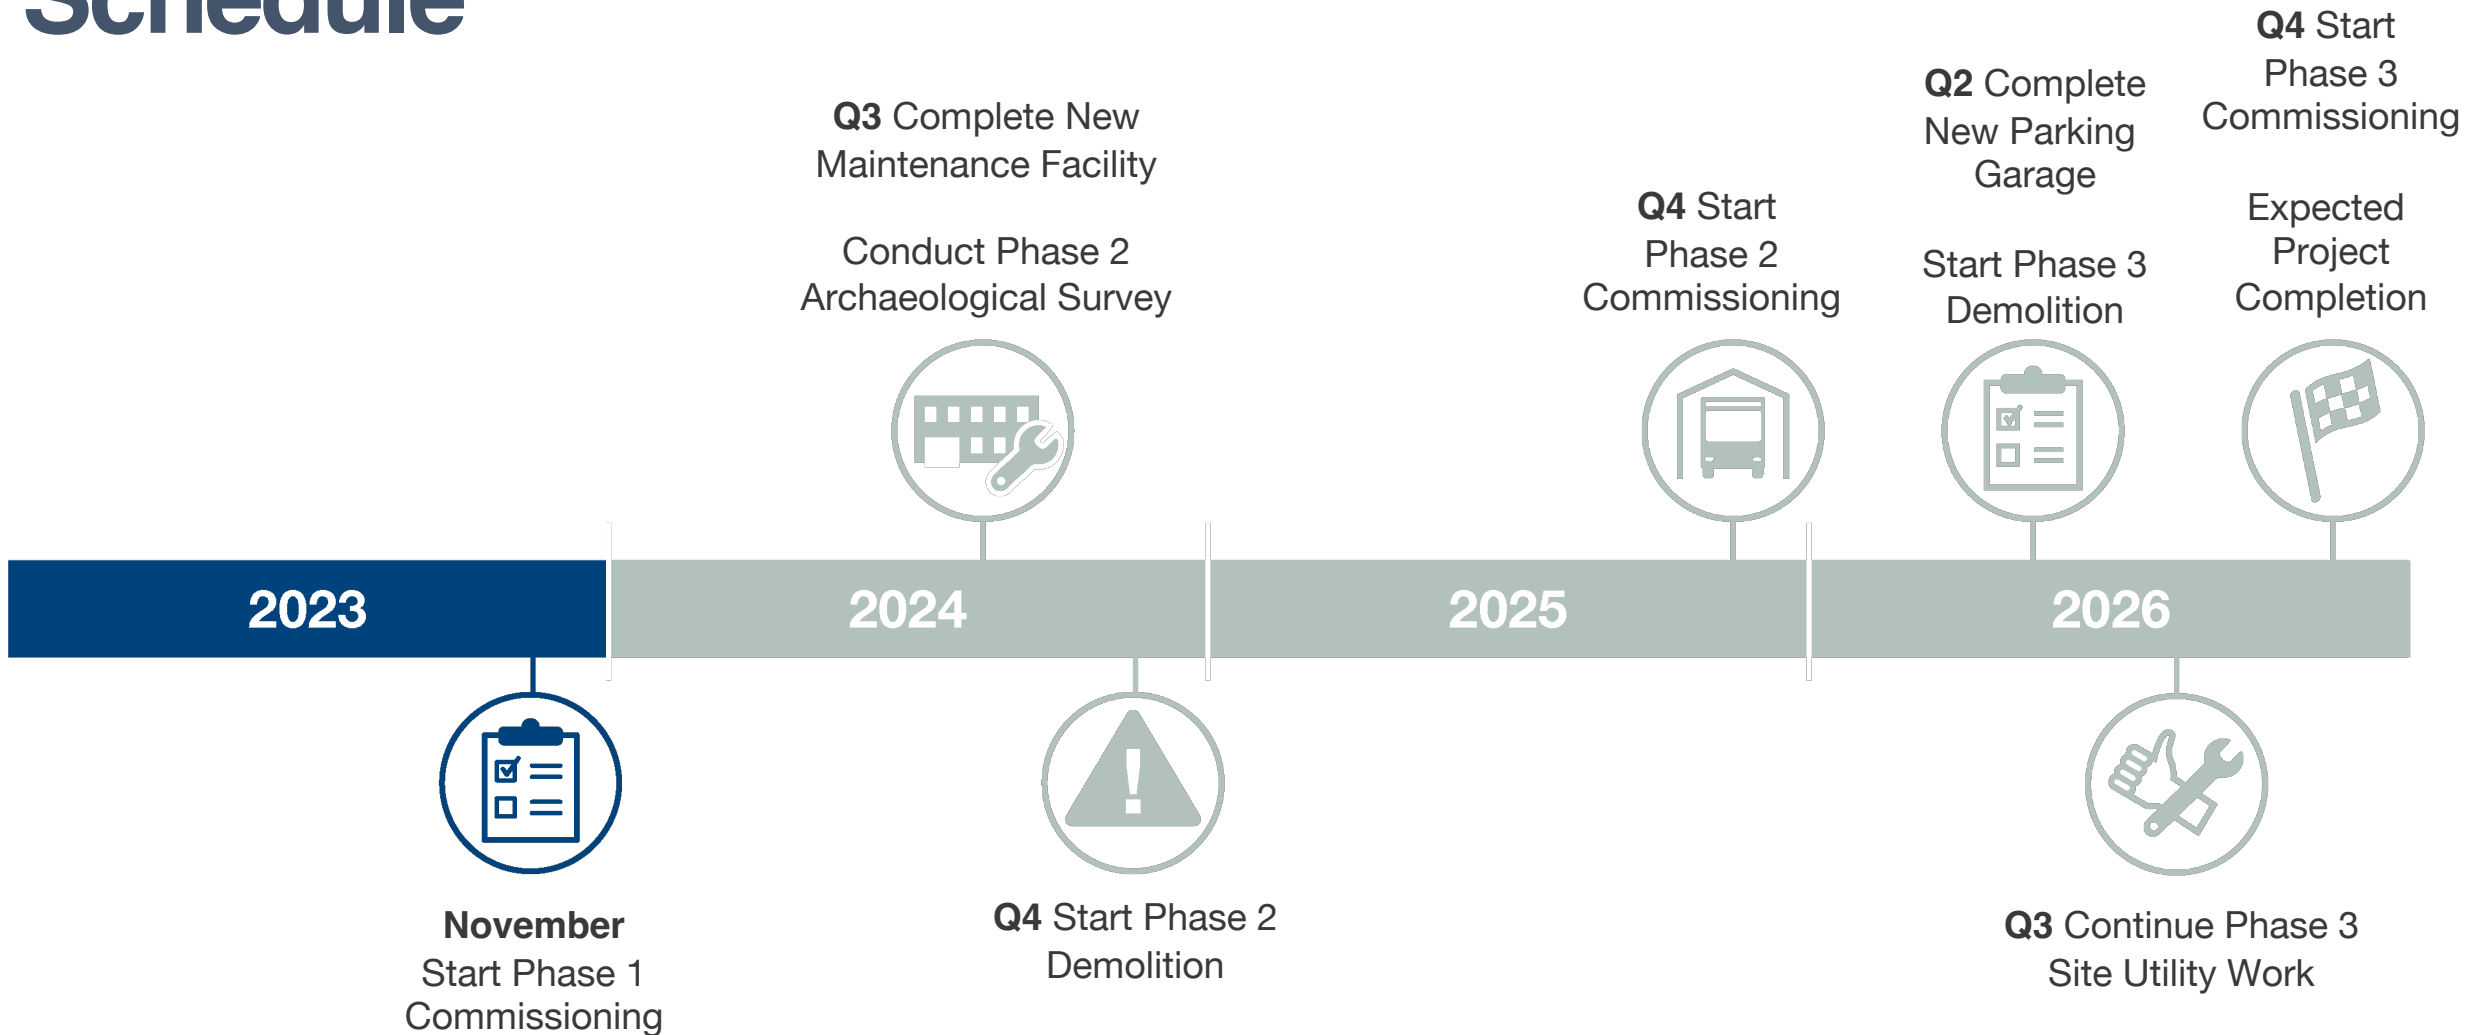 Schedule
Q3 Complete New
Maintenance Facility
Conduct Phase 2
Archaeological Survey
Q4 Start
Phase 2
Commissioning
Q2 Complete
New Parking
Garage
Start Phase 3
Demolition
Q4 Start
Phase 3
Commissioning
Expected
Project
Completion
2023
2024
2025
2026
November
Start Phase 1
Commissioning
Q4 Start Phase 2
Demolition
Q3 Continue Phase 3
Site Utility Work